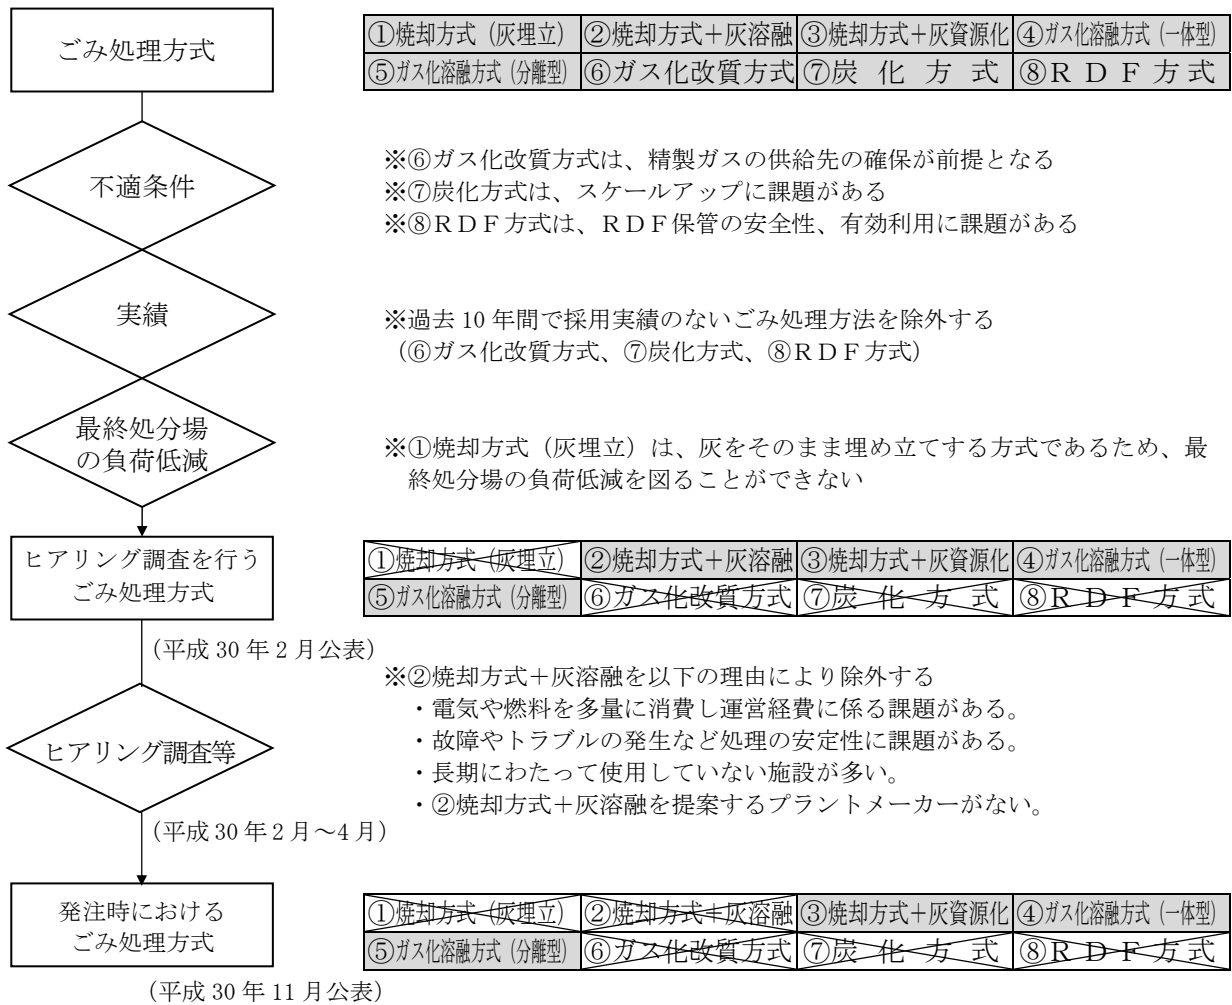 ごみ処理方式
①焼却方式（灰埋立） ②焼却方式＋灰溶融 ③焼却方式＋灰資源化 ④ガス化溶融方式（一体型）
⑤ガス化溶融方式（分離型） ⑥ガス化改質方式 ⑦炭化方式 ⑧ＲＤＦ方式
不適条件
※⑥ガス化改質方式は、精製ガスの供給先の確保が前提となる
※⑦炭化方式は、スケールアップに課題がある
※⑧ＲＤＦ方式は、ＲＤＦ保管の安全性、有効利用に課題がある
実績
※過去 10 年間で採用実績のないごみ処理方法を除外する
（⑥ガス化改質方式、⑦炭化方式、⑧ＲＤＦ方式）
最終処分場
の負荷低減
※①焼却方式（灰埋立）は、灰をそのまま埋め立てする方式であるため、最
終処分場の負荷低減を図ることができない
ヒアリング調査を行う
ごみ処理方式
①焼却方式（灰埋立） ②焼却方式＋灰溶融 ③焼却方式＋灰資源化 ④ガス化溶融方式（一体型）
⑤ガス化溶融方式（分離型） ⑥ガス化改質方式 ⑦炭化方式 ⑧ＲＤＦ方式
（平成 30 年 2 月公表）
※②焼却方式＋灰溶融を以下の理由により除外する
・電気や燃料を多量に消費し運営経費に係る課題がある。
・故障やトラブルの発生など処理の安定性に課題がある。
・長期にわたって使用していない施設が多い。
・②焼却方式＋灰溶融を提案するプラントメーカーがない。
ヒアリング調査等
（平成 30 年 2 月～4 月）
発注時における
ごみ処理方式
①焼却方式（灰埋立） ②焼却方式＋灰溶融 ③焼却方式＋灰資源化 ④ガス化溶融方式（一体型）
⑤ガス化溶融方式（分離型） ⑥ガス化改質方式 ⑦炭化方式 ⑧ＲＤＦ方式
（平成 30 年 11 月公表）